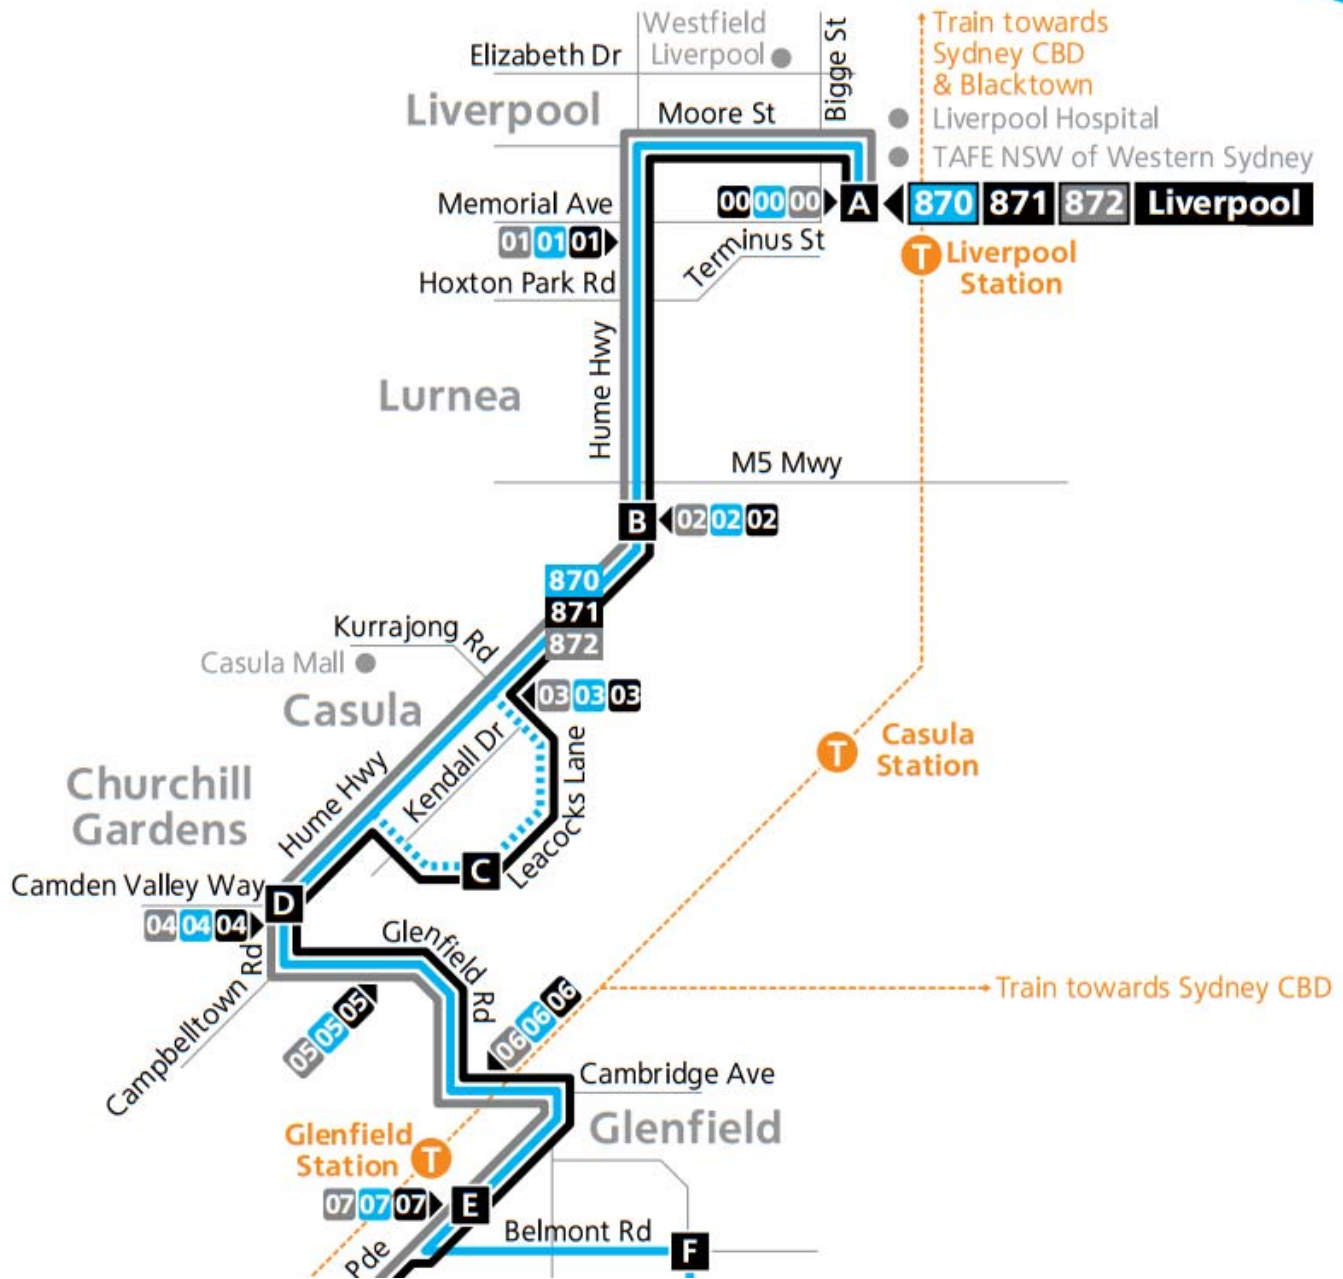 Westfield
Liverpool
Elizabeth Dr
Bigge St
Train towards
Sydney CBD
& Blacktown
Liverpool
Moore St
Liverpool Hospital
TAFE NSW of Western Sydney
Memorial Ave
00 00 00
A
870 871 872 Liverpool
01 01 01
Terminus St
Liverpool
Station
T
Hoxton Park Rd
Hume Hwy
Lurnea
M5 Mwy
B
02 02 02
870
871
872
Kurrajong Rd
Casula Mall
03 03 03
Casula
Kendall Dr
Leacocks Lane
T
Casula
Station
Churchill
Gardens
Hume Hwy
C
Camden Valley Way
D
04 04 04
Glenfield Rd
Campbelltown Rd
05 05 05
06 06 06
Train towards Sydney CBD
Cambridge Ave
Glenfield
Station
T
Glenfield
07 07 07
E
Belmont Rd
F
Pde